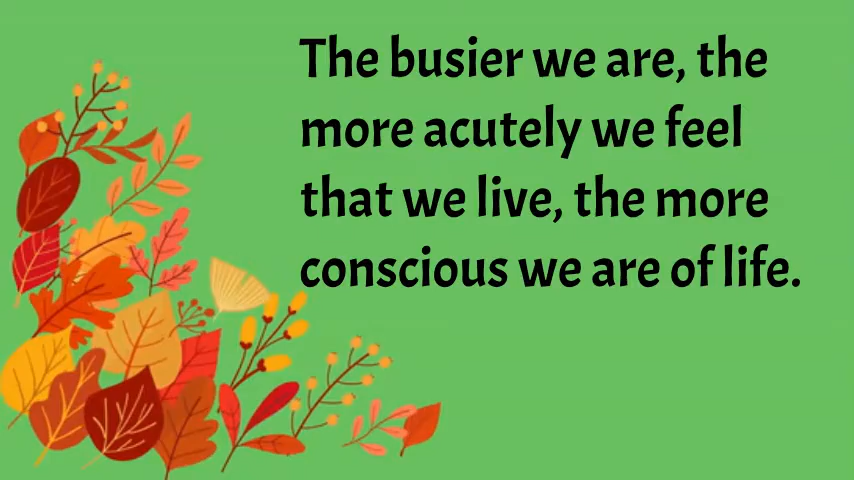 The busier we are, the
more acutely we feel
that we live, the more
conscious we are of life.